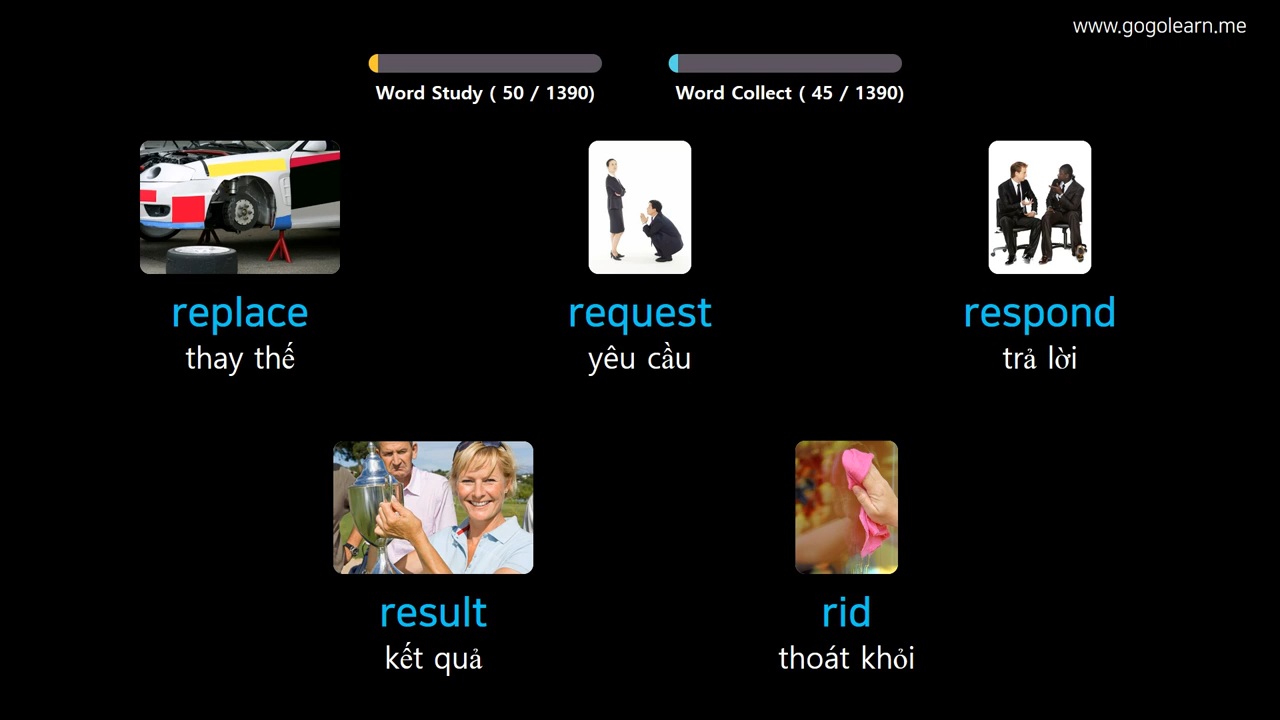 www.gogolearn.me
Word Study ( 50 / 1390)
Word Collect ( 45 / 1390)
replace
thay thế
request
yêu cầu
respond
trả lời
result
kết quả
rid
thoát khỏi